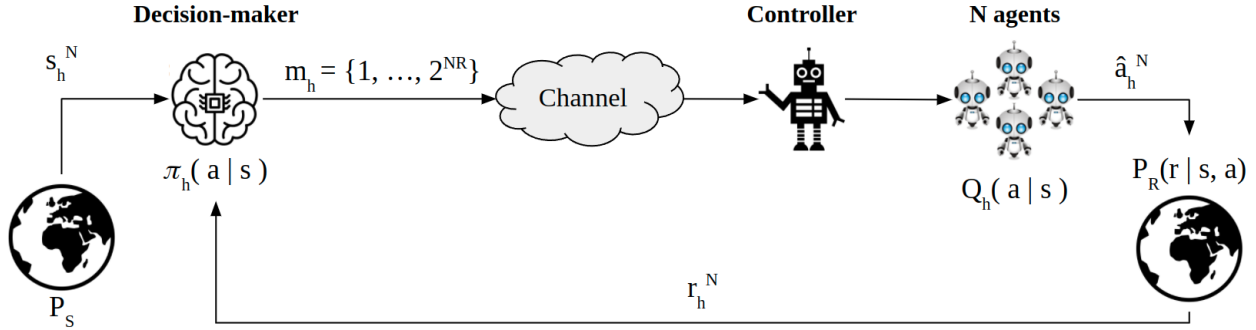 Decision-maker
Controller
N agents
s_h^N
m_h = {1, …, 2^{NR}}
Channel
â_h^N
π_h( a | s )
Q_h( a | s )
P_R(r | s, a)
P_S
r_h^N